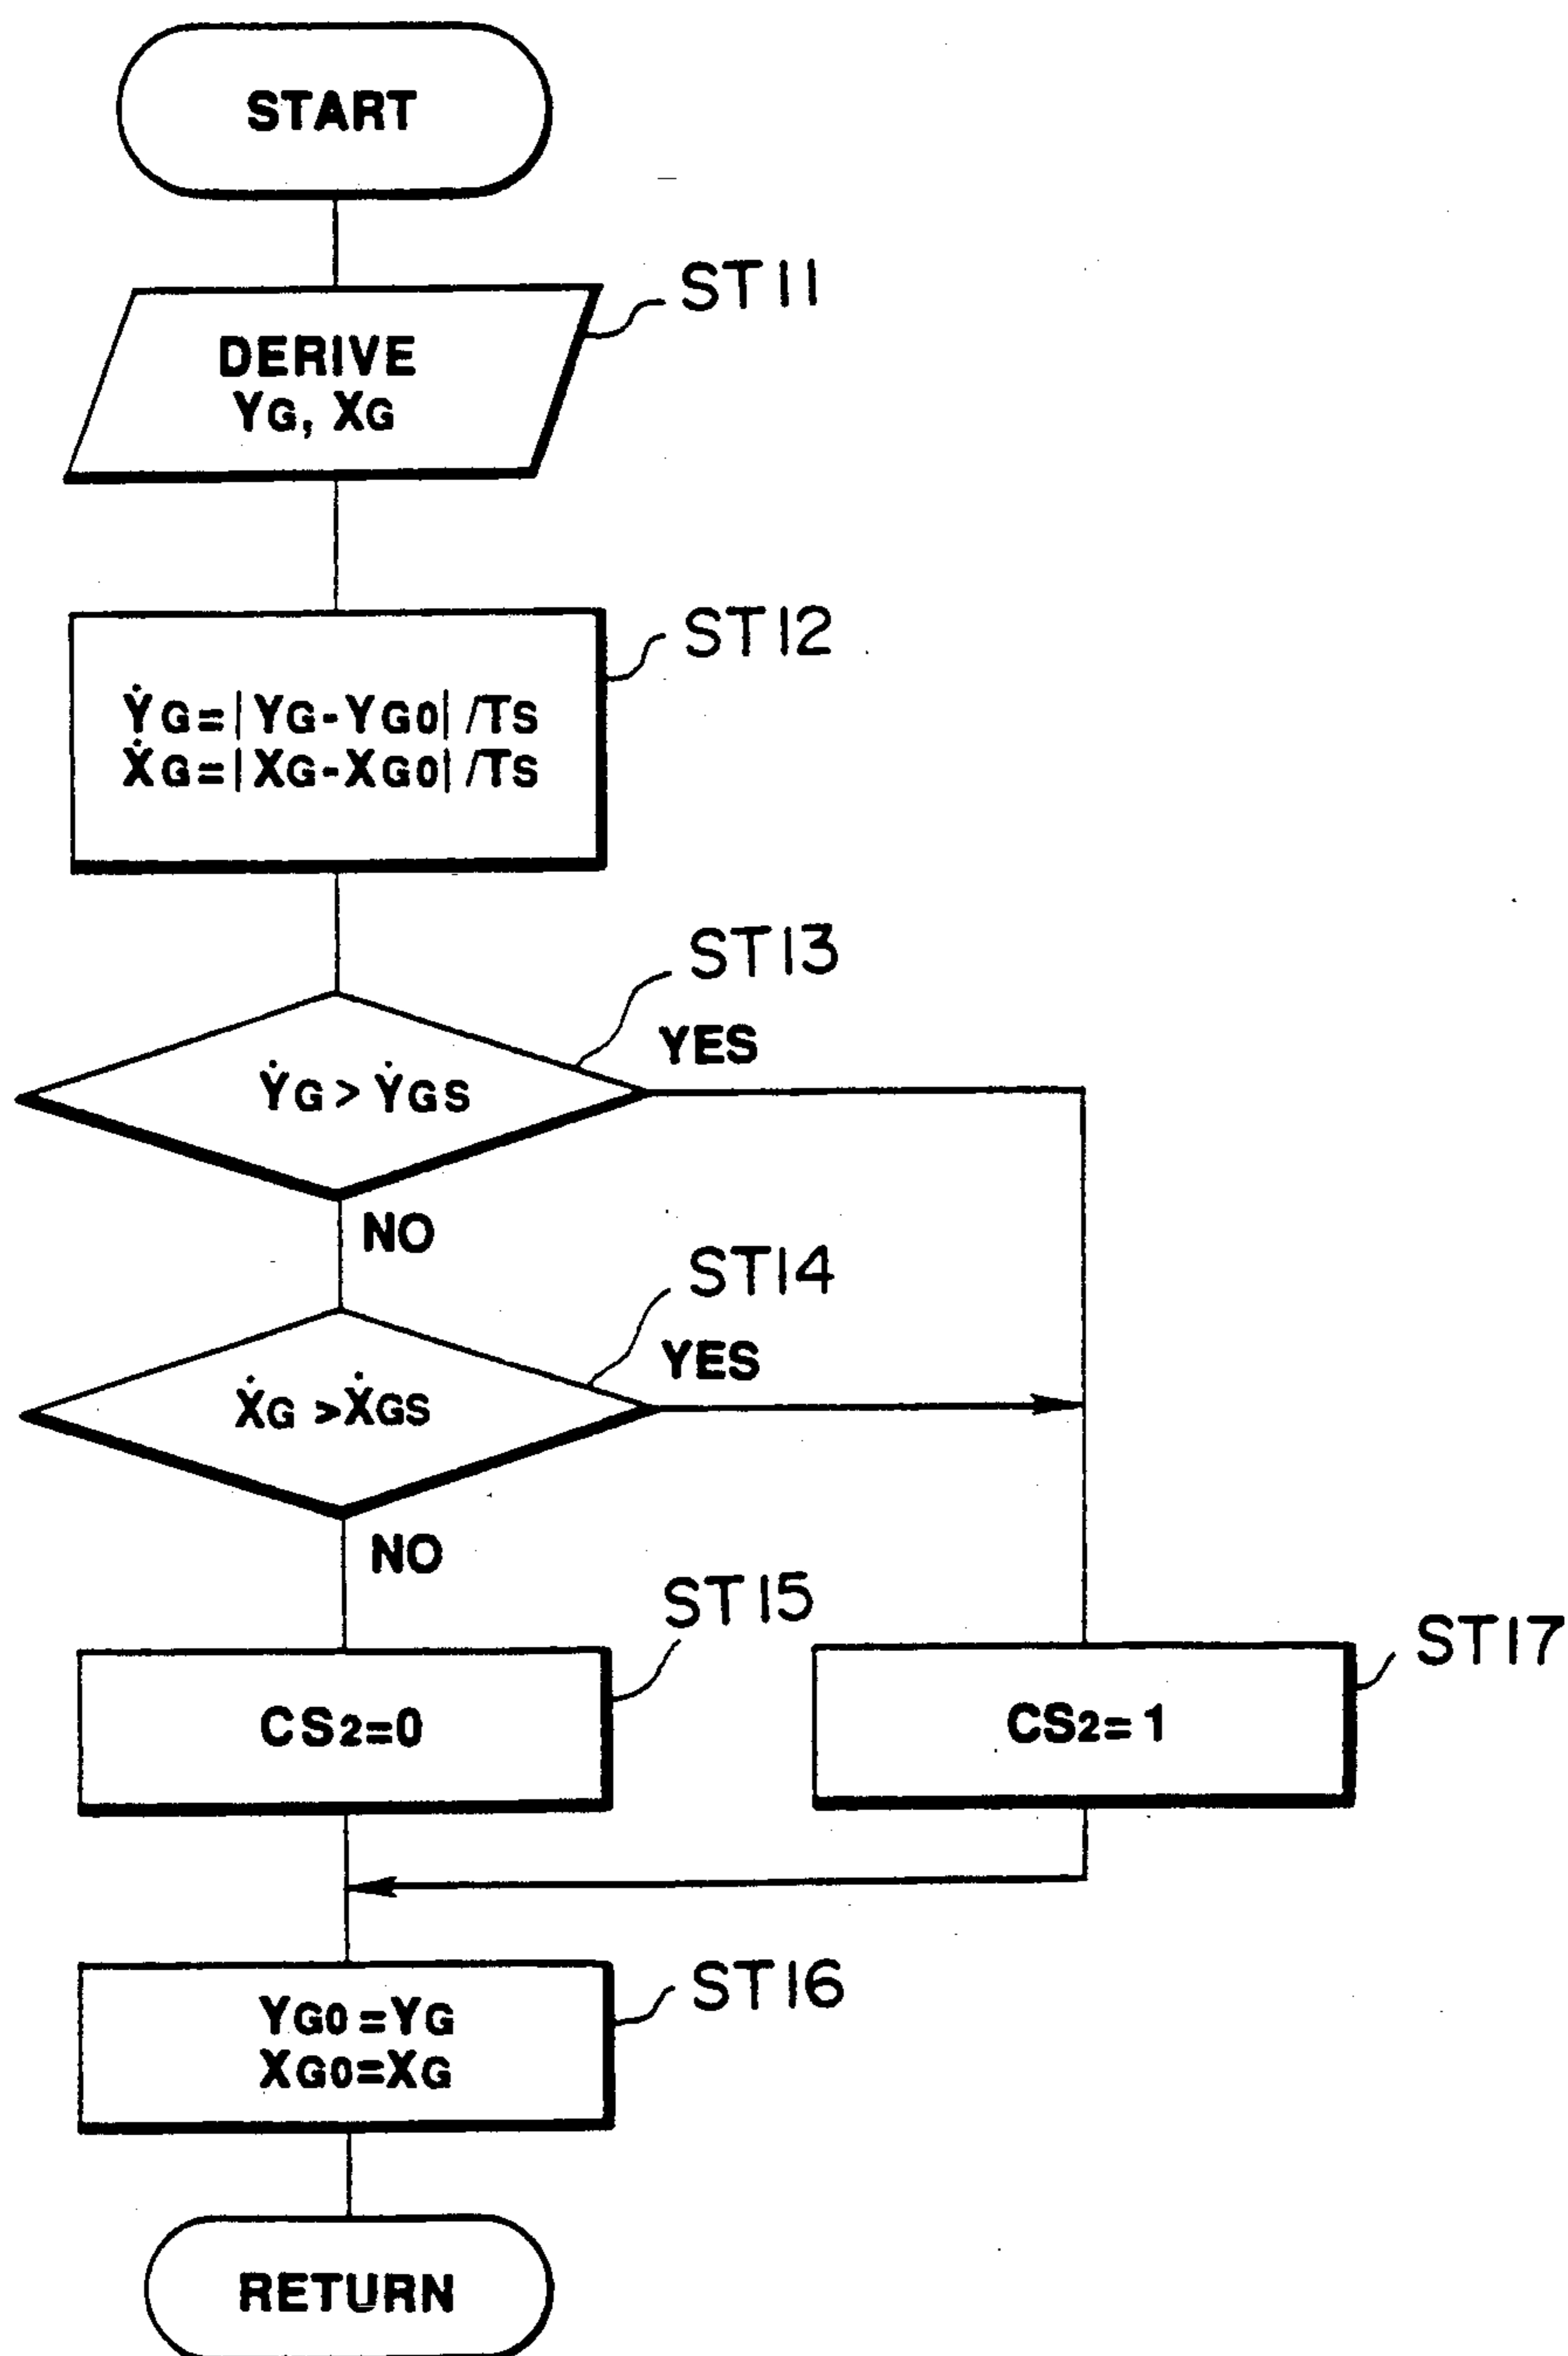 START
ST11
DERIVE
YG, XG
ST12
ẎG=|YG-YG0|/TS
ẊG=|XG-XG0|/TS
ST13
YES
ẎG>ẎGS
NO
ST14
YES
ẊG>ẊGS
NO
ST15
ST17
CS2=0
CS2=1
ST16
YG0=YG
XG0=XG
RETURN